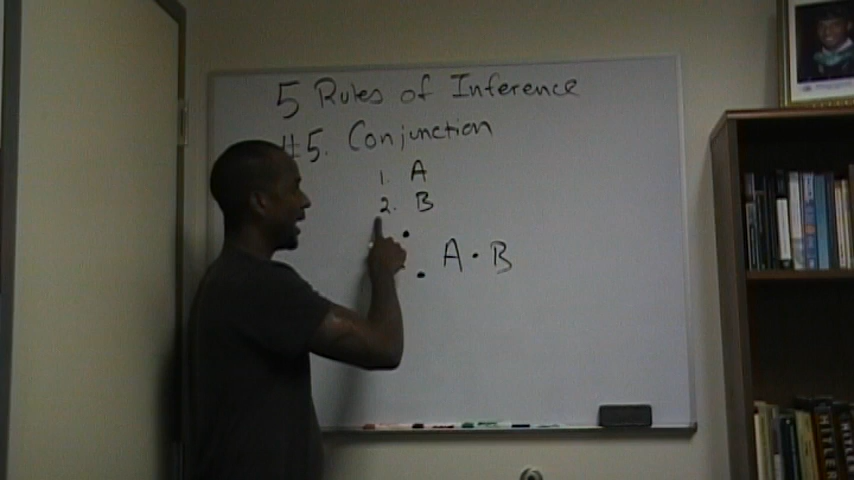 5 Rules of Inference
#5. Conjunction
1. A
2. B
∴ A · B